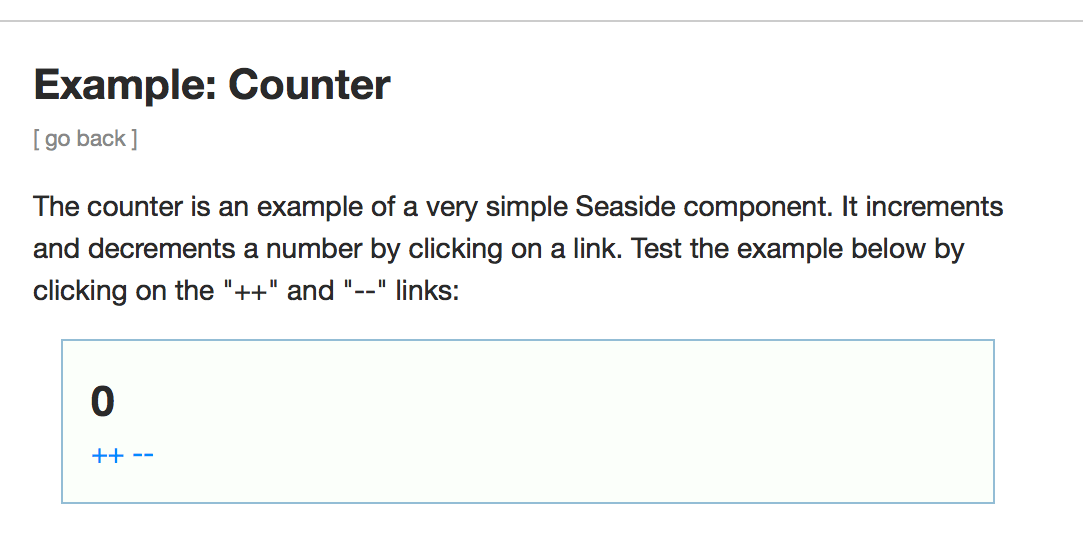 Example: Counter
[ go back ]
The counter is an example of a very simple Seaside component. It increments
and decrements a number by clicking on a link. Test the example below by
clicking on the "++" and "--" links:
0
++ --